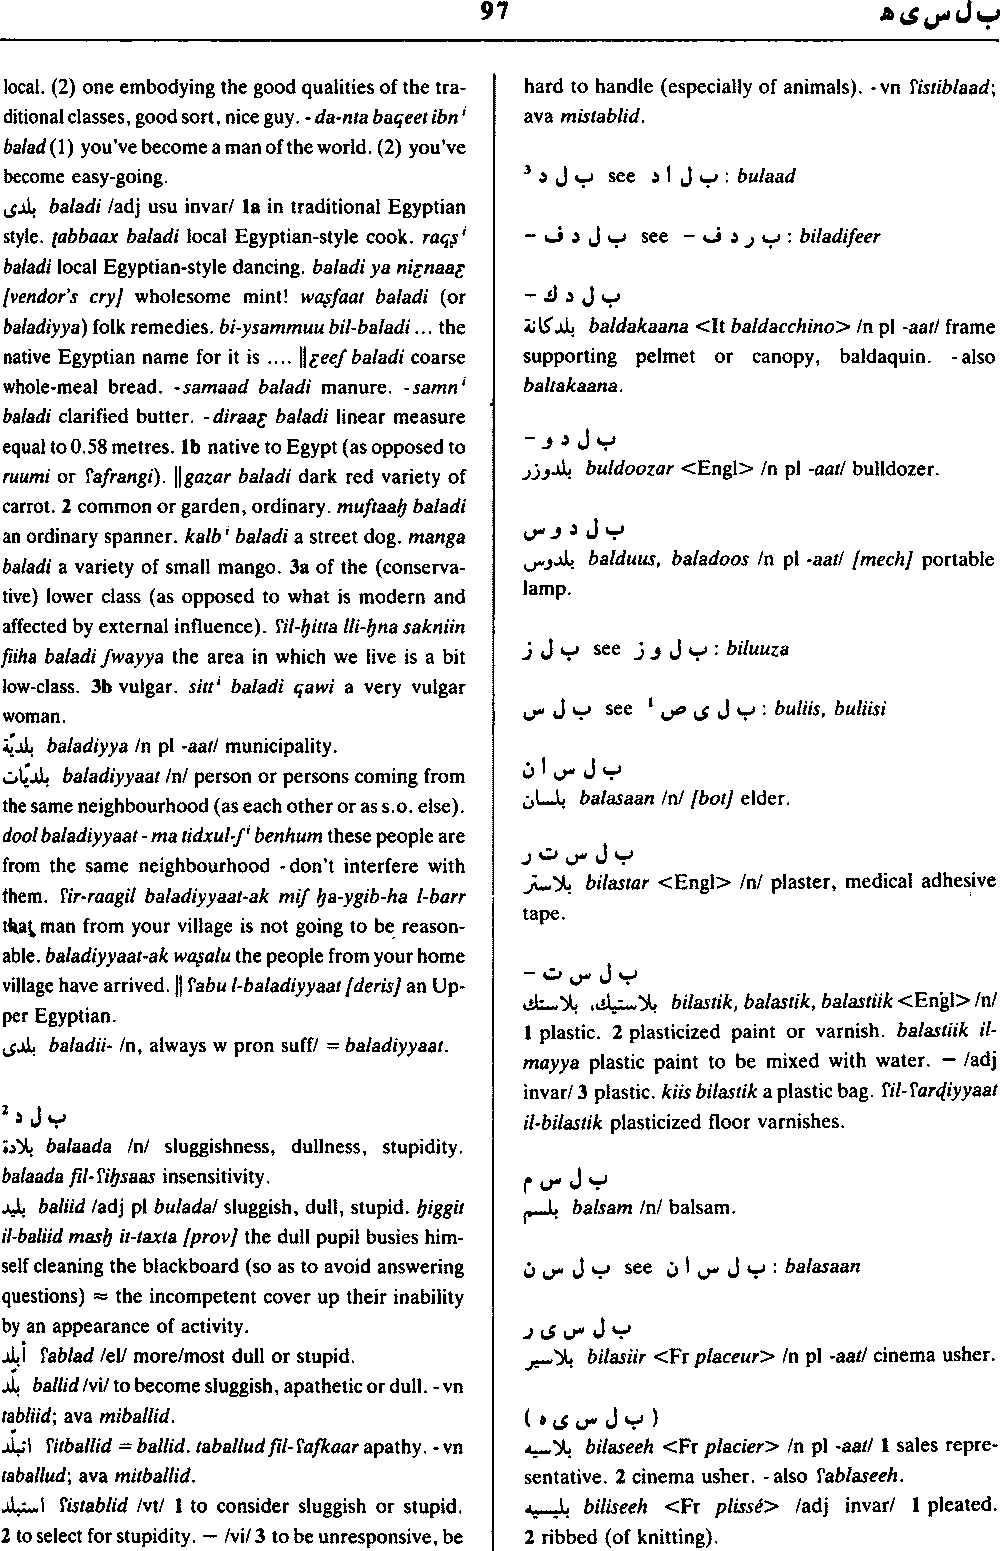 97
ب ل س ى ه
local. (2) one embodying the good qualities of the tra-
ditional classes, good sort, nice guy. - da-nta baqeet ibnⁱ
balad (1) you've become a man of the world. (2) you've
become easy-going.
بلدى baladi /adj usu invar/ 1a in traditional Egyptian
style. ṭabbaax baladi local Egyptian-style cook. raqṣⁱ
baladi local Egyptian-style dancing. baladi ya niƹnaaƹ
[vendor's cry] wholesome mint! waṣfaat baladi (or
baladiyya) folk remedies. bi-ysammuu bil-baladi ... the
native Egyptian name for it is .... ‖ƹeeʃ baladi coarse
whole-meal bread. -samaad baladi manure. -samnⁱ
baladi clarified butter. -diraaƹ baladi linear measure
equal to 0.58 metres. 1b native to Egypt (as opposed to
ruumi or ʕafrangi). ‖gazar baladi dark red variety of
carrot. 2 common or garden, ordinary. muftaaḥ baladi
an ordinary spanner. kalbⁱ baladi a street dog. manga
baladi a variety of small mango. 3a of the (conserva-
tive) lower class (as opposed to what is modern and
affected by external influence). ʕil-ḥitta lli-ḥna sakniin
fiiha baladi ʃwayya the area in which we live is a bit
low-class. 3b vulgar. sittⁱ baladi qawi a very vulgar
woman.
بلديّة baladiyya /n pl -aat/ municipality.
بلديّات baladiyyaat /n/ person or persons coming from
the same neighbourhood (as each other or as s.o. else).
dool baladiyyaat - ma tidxul-ʃⁱ benhum these people are
from the same neighbourhood - don't interfere with
them. ʕir-raagil baladiyyaat-ak miʃ ḥa-ygib-ha l-barr
that man from your village is not going to be reason-
able. baladiyyaat-ak waṣalu the people from your home
village have arrived. ‖ ʕabu l-baladiyyaat [deris] an Up-
per Egyptian.
بلدى baladii- /n, always w pron suff/ = baladiyyaat.
ب ل د ²
بلادة balaada /n/ sluggishness, dullness, stupidity.
balaada fil-ʕiḥsaas insensitivity.
بليد baliid /adj pl bulada/ sluggish, dull, stupid. ḥiggit
il-baliid masḥ it-taxta [prov] the dull pupil busies him-
self cleaning the blackboard (so as to avoid answering
questions) ≈ the incompetent cover up their inability
by an appearance of activity.
أبلد ʕablad /el/ more/most dull or stupid.
بلّد ballid /vi/ to become sluggish, apathetic or dull. - vn
tabliid; ava miballid.
اتبلّد ʕitballid = ballid. taballud fil-ʕafkaar apathy. - vn
taballud; ava mitballid.
استبلد ʕistablid /vt/ 1 to consider sluggish or stupid.
2 to select for stupidity. — /vi/ 3 to be unresponsive, be
hard to handle (especially of animals). - vn ʕistiblaad;
ava mistablid.
ب ل د ³ see ب ل ا د : bulaad
ب ل د ف – see ب ر د ف – : biladifeer
ب ل د ك –
بلدكانة baldakaana <It baldacchino> /n pl -aat/ frame
supporting pelmet or canopy, baldaquin. - also
baltakaana.
ب ل د و –
بلدوزر buldoozar <Engl> /n pl -aat/ bulldozer.
ب ل د و س
بلدوس balduus, baladoos /n pl -aat/ [mech] portable
lamp.
ب ل ز see ب ل و ز : biluuza
ب ل س see ب ل ى ص ¹ : buliis, buliisi
ب ل س ا ن
بلسان balasaan /n/ [bot] elder.
ب ل س ت ر
بلاستر bilastar <Engl> /n/ plaster, medical adhesive
tape.
ب ل س ت –
بلاستيك، بلاستك bilastik, balastik, balastiik <Engl> /n/
1 plastic. 2 plasticized paint or varnish. balastiik il-
mayya plastic paint to be mixed with water. — /adj
invar/ 3 plastic. kiis bilastik a plastic bag. ʕil-ʕarḍiyyaat
il-bilastik plasticized floor varnishes.
ب ل س م
بلسم balsam /n/ balsam.
ب ل س ن see ب ل س ا ن : balasaan
ب ل س ى ر
بلاسير bilasiir <Fr placeur> /n pl -aat/ cinema usher.
( ب ل س ى ه )
بلاسيه bilaseeh <Fr placier> /n pl -aat/ 1 sales repre-
sentative. 2 cinema usher. - also ʕablaseeh.
بليسيه biliseeh <Fr plissé> /adj invar/ 1 pleated.
2 ribbed (of knitting).